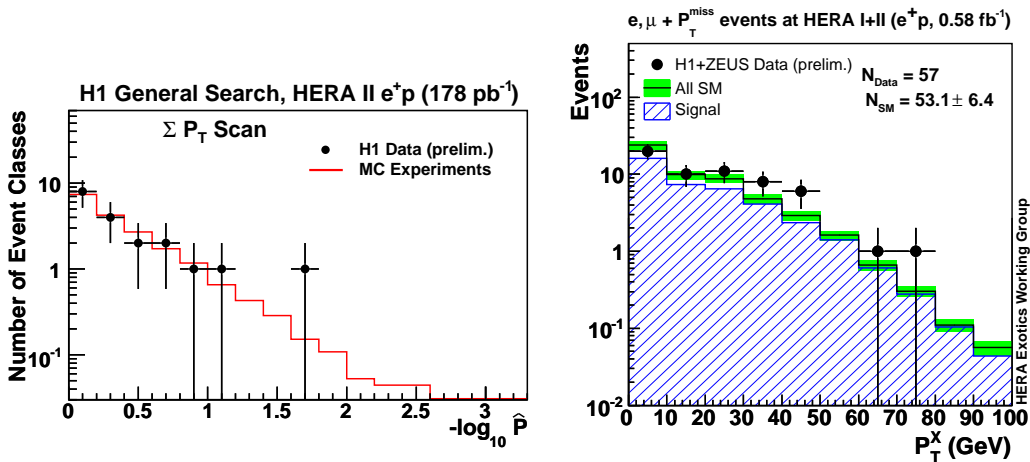 H1 General Search, HERA II e⁺p (178 pb⁻¹)
Σ P_T Scan
H1 Data (prelim.)
MC Experiments
Number of Event Classes
10
1
10⁻¹
0 0.5 1 1.5 2 2.5 3
-log₁₀ P̂
e, μ + P_T^miss events at HERA I+II (e⁺p, 0.58 fb⁻¹)
H1+ZEUS Data (prelim.)
All SM
Signal
N_Data = 57
N_SM = 53.1 ± 6.4
Events
10²
10
1
10⁻¹
10⁻²
0 10 20 30 40 50 60 70 80 90 100
P_T^X (GeV)
HERA Exotics Working Group